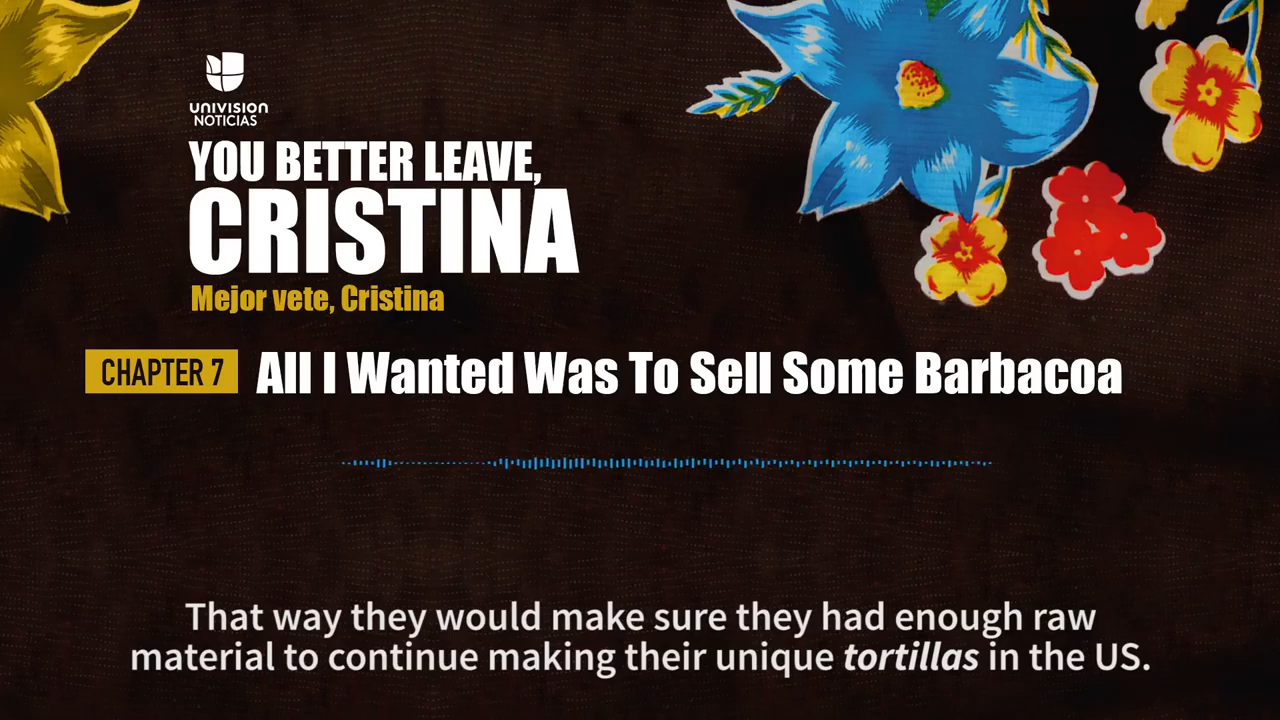 UNIVISION
NOTICIAS
YOU BETTER LEAVE,
CRISTINA
Mejor vete, Cristina
CHAPTER 7 All I Wanted Was To Sell Some Barbacoa
That way they would make sure they had enough raw
material to continue making their unique tortillas in the US.